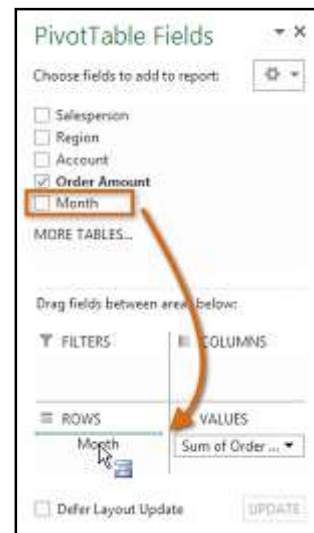 PivotTable Fields
Choose fields to add to report:
Salesperson
Region
Account
Order Amount
Month
MORE TABLES...
Drag fields between areas below:
FILTERS
COLUMNS
ROWS
VALUES
Month
Sum of Order ...
Defer Layout Update
UPDATE